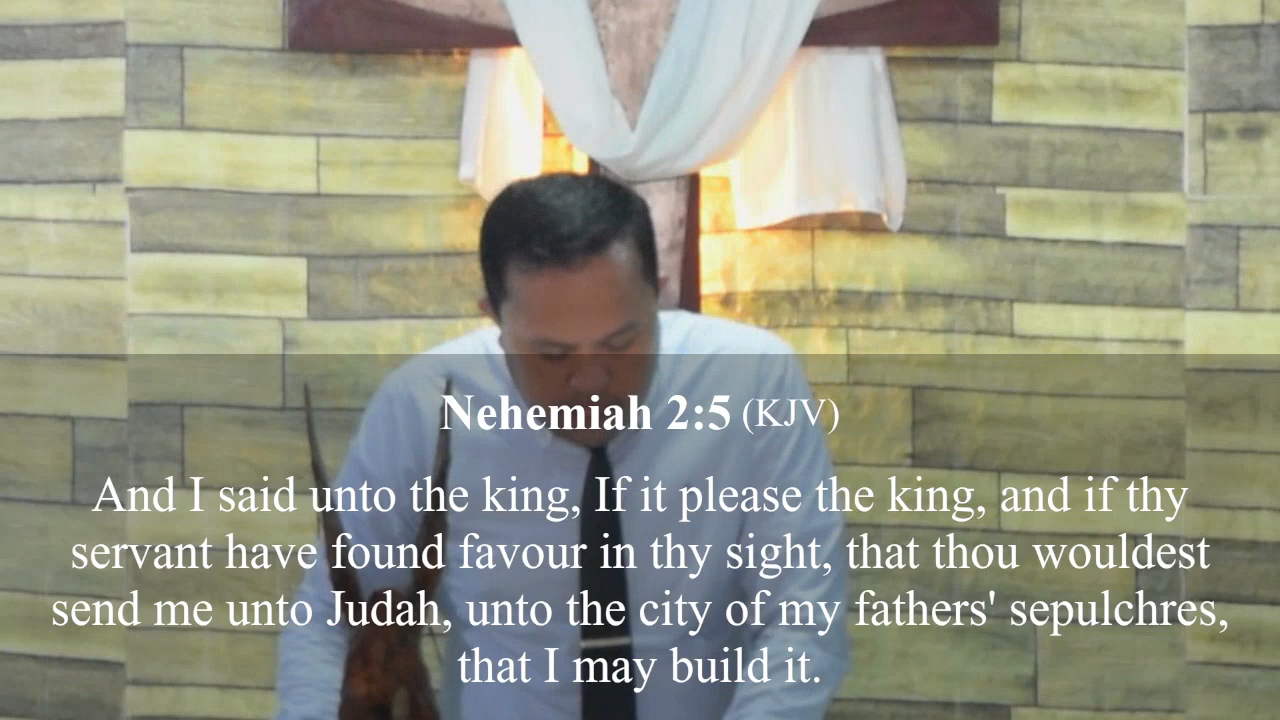 Nehemiah 2:5 (KJV)
And I said unto the king, If it please the king, and if thy
servant have found favour in thy sight, that thou wouldest
send me unto Judah, unto the city of my fathers' sepulchres,
that I may build it.